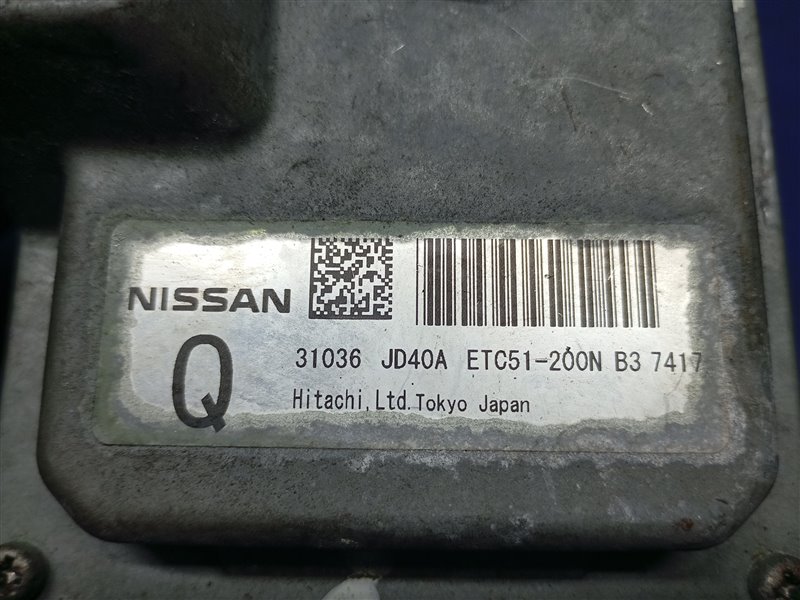 NISSAN
Q
31036 JD40A ETC51-200N B3 7417
Hitachi,Ltd.Tokyo Japan